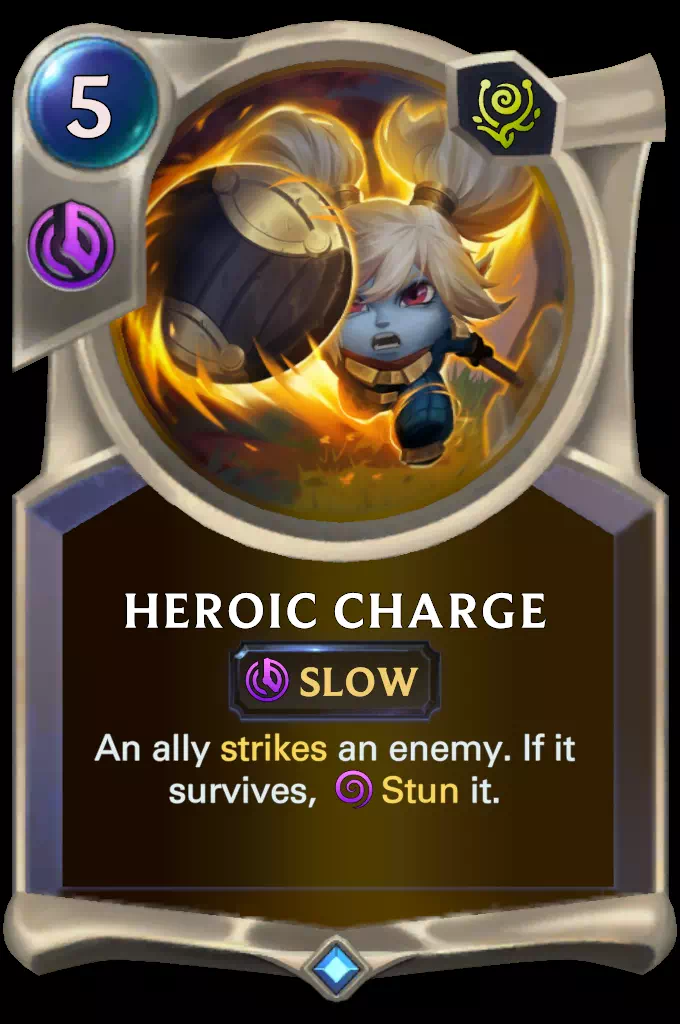 5
HEROIC CHARGE
SLOW
An ally strikes an enemy. If it
survives, Stun it.